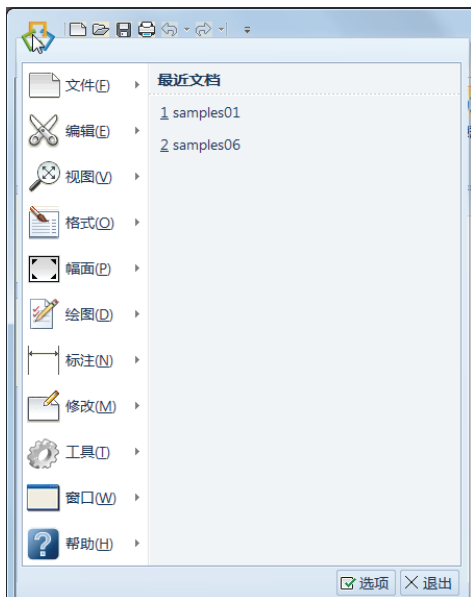 文件(F)
编辑(E)
视图(V)
格式(O)
幅面(P)
绘图(D)
标注(N)
修改(M)
工具(T)
窗口(W)
帮助(H)
最近文档
1 samples01
2 samples06
选项
退出